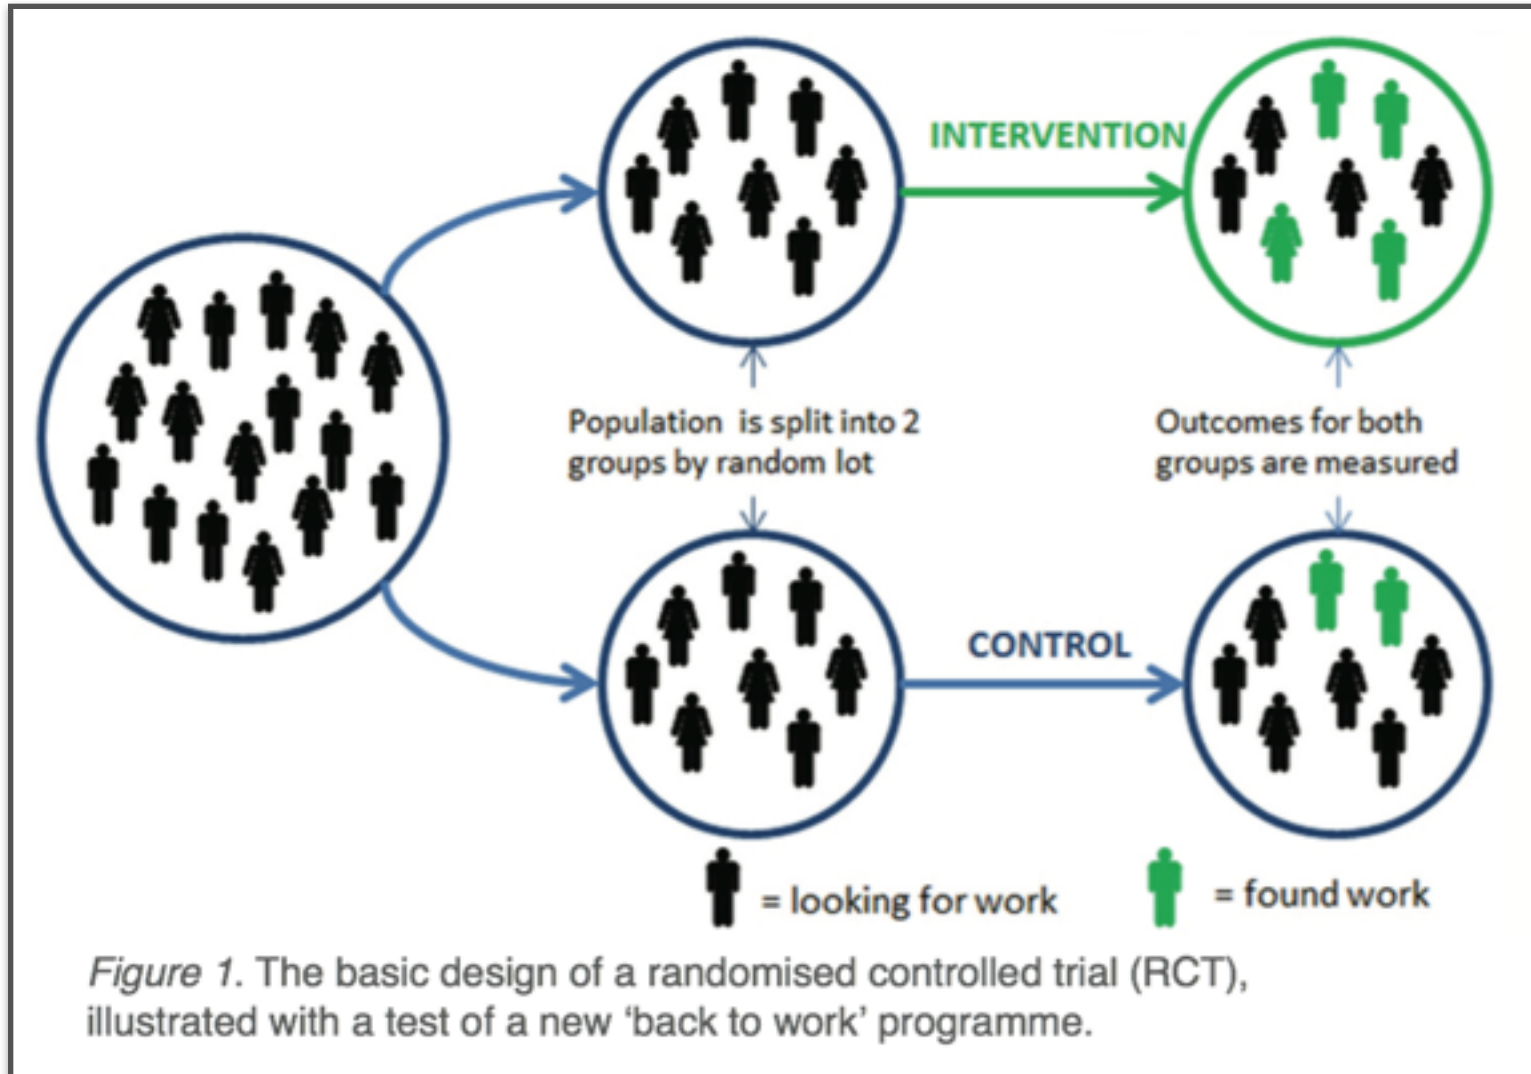 INTERVENTION
Population is split into 2
groups by random lot
Outcomes for both
groups are measured
CONTROL
= looking for work
= found work
Figure 1. The basic design of a randomised controlled trial (RCT),
illustrated with a test of a new ‘back to work’ programme.